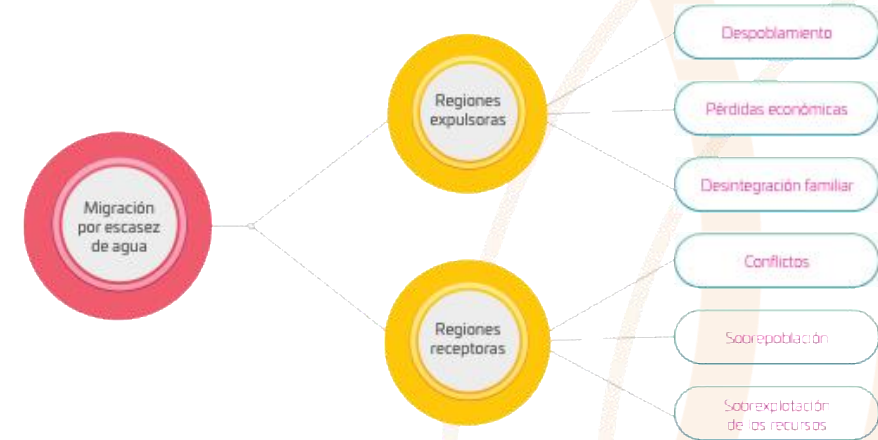 Migración
por escasez
de agua
Regiones
expulsoras
Despoblamiento
Pérdidas económicas
Desintegración familiar
Regiones
receptoras
Conflictos
Sobrepoblación
Sobrexplotación
de los recursos